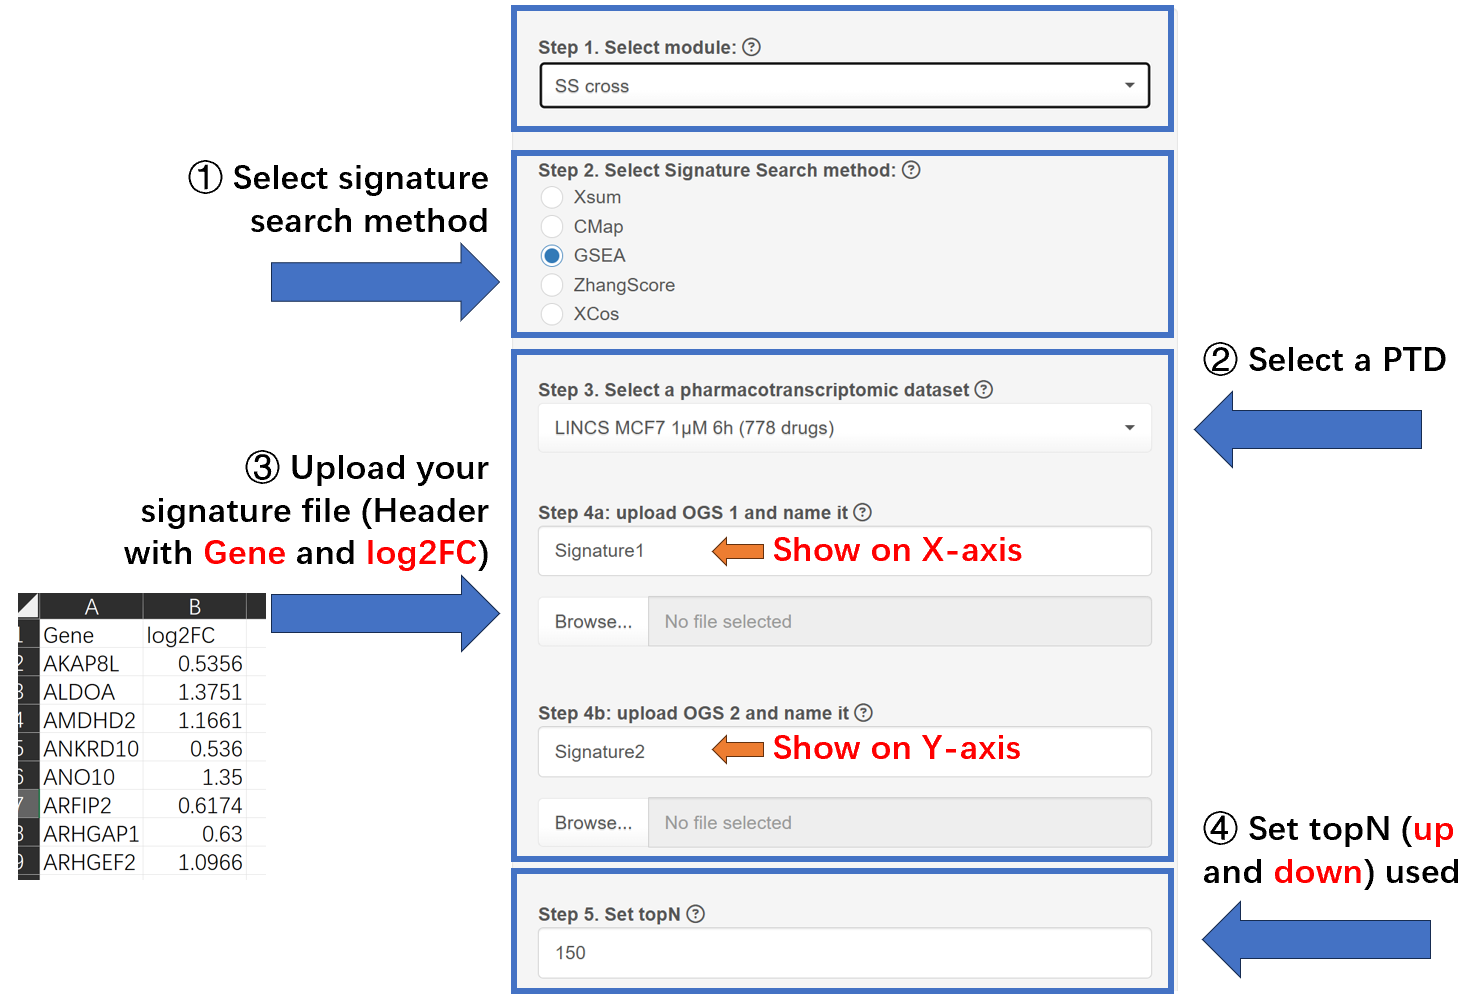 Step 1. Select module: ?
SS cross
① Select signature
search method
Step 2. Select Signature Search method: ?
Xsum
CMap
GSEA
ZhangScore
XCos
② Select a PTD
Step 3. Select a pharmacotranscriptomic dataset ?
LINCS MCF7 1μM 6h (778 drugs)
③ Upload your
signature file (Header
with Gene and log2FC)
Step 4a: upload OGS 1 and name it ?
Signature1
Show on X-axis
Browse...
No file selected
A B
1 Gene log2FC
2 AKAP8L 0.5356
3 ALDOA 1.3751
4 AMDHD2 1.1661
5 ANKRD10 0.536
6 ANO10 1.35
7 ARFIP2 0.6174
8 ARHGAP1 0.63
9 ARHGEF2 1.0966
Step 4b: upload OGS 2 and name it ?
Signature2
Show on Y-axis
Browse...
No file selected
④ Set topN (up
and down) used
Step 5. Set topN ?
150